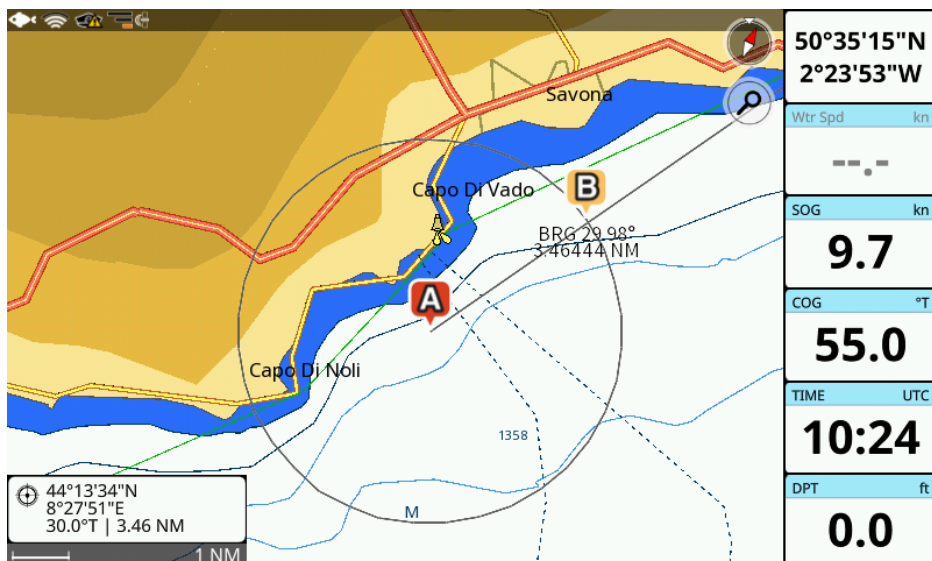 50°35'15"N
2°23'53"W
Wtr Spd kn
--.-
SOG kn
9.7
COG °T
55.0
TIME UTC
10:24
DPT ft
0.0
Savona
Capo Di Vado
B
BRG 29.98°
3.46444 NM
A
Capo Di Noli
1358
M
44°13'34"N
8°27'51"E
30.0°T | 3.46 NM
1 NM